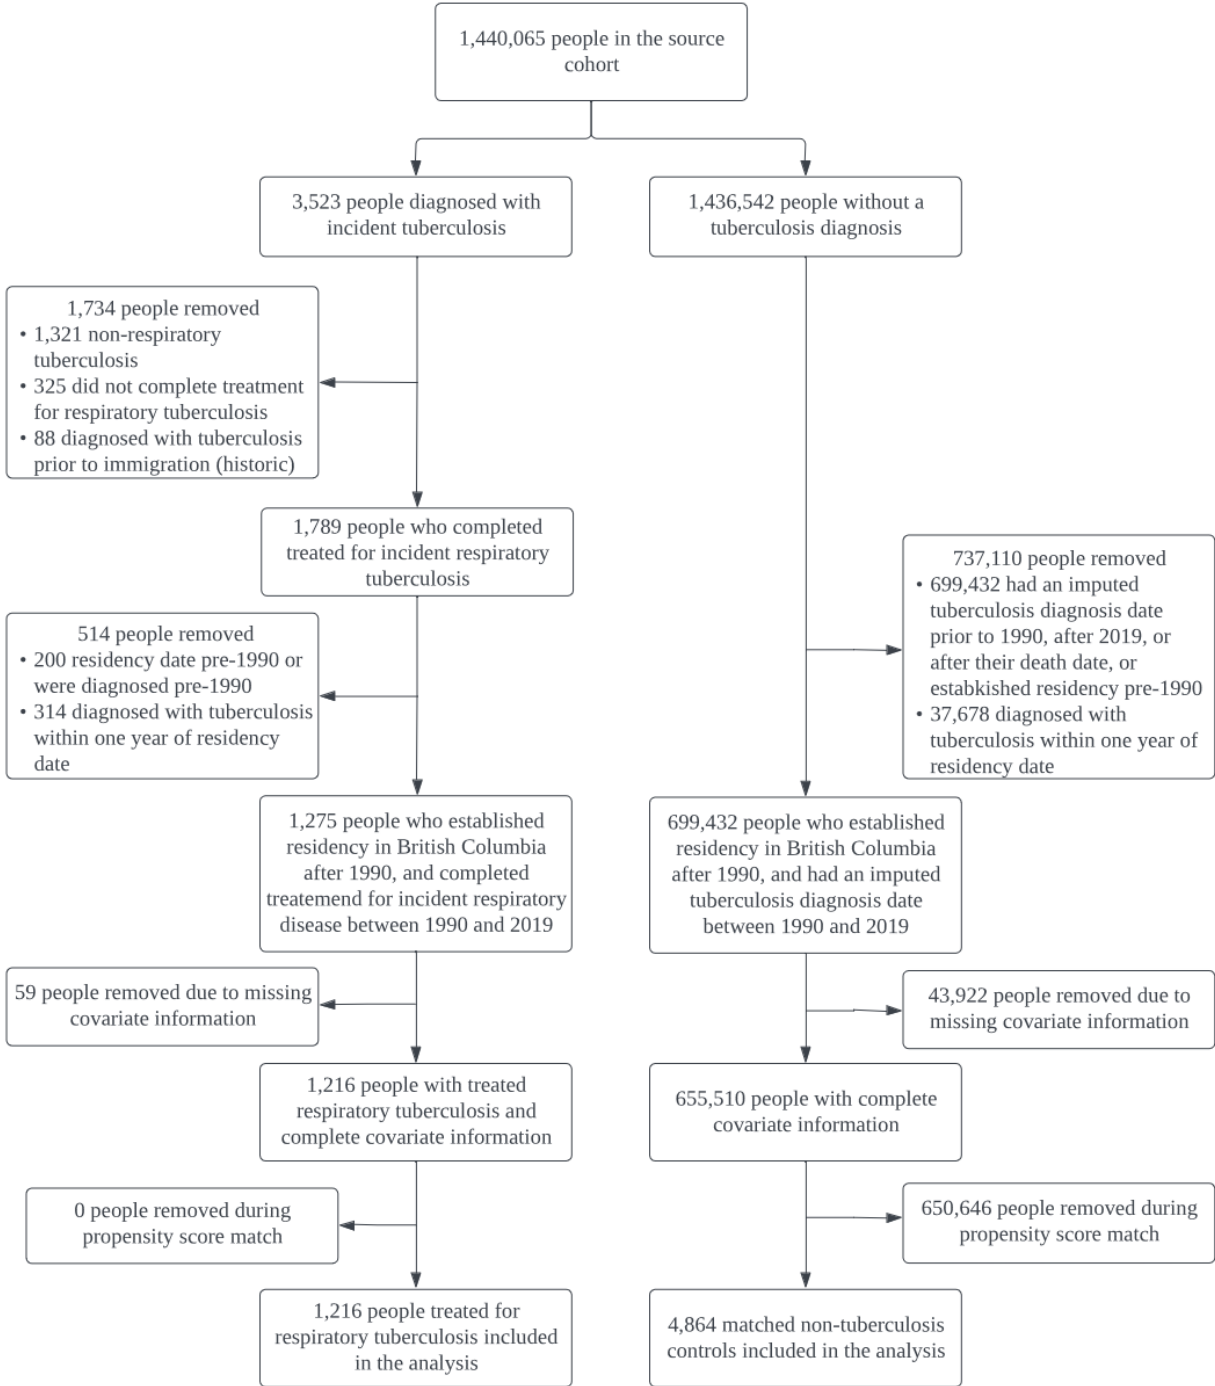 1,440,065 people in the source
cohort
3,523 people diagnosed with
incident tuberculosis
1,436,542 people without a
tuberculosis diagnosis
1,734 people removed
• 1,321 non-respiratory
tuberculosis
• 325 did not complete treatment
for respiratory tuberculosis
• 88 diagnosed with tuberculosis
prior to immigration (historic)
1,789 people who completed
treated for incident respiratory
tuberculosis
737,110 people removed
• 699,432 had an imputed
tuberculosis diagnosis date
prior to 1990, after 2019, or
after their death date, or
estabkished residency pre-1990
• 37,678 diagnosed with
tuberculosis within one year of
residency date
514 people removed
• 200 residency date pre-1990 or
were diagnosed pre-1990
• 314 diagnosed with tuberculosis
within one year of residency
date
1,275 people who established
residency in British Columbia
after 1990, and completed
treatemend for incident respiratory
disease between 1990 and 2019
699,432 people who established
residency in British Columbia
after 1990, and had an imputed
tuberculosis diagnosis date
between 1990 and 2019
59 people removed due to missing
covariate information
43,922 people removed due to
missing covariate information
1,216 people with treated
respiratory tuberculosis and
complete covariate information
655,510 people with complete
covariate information
0 people removed during
propensity score match
650,646 people removed during
propensity score match
1,216 people treated for
respiratory tuberculosis included
in the analysis
4,864 matched non-tuberculosis
controls included in the analysis